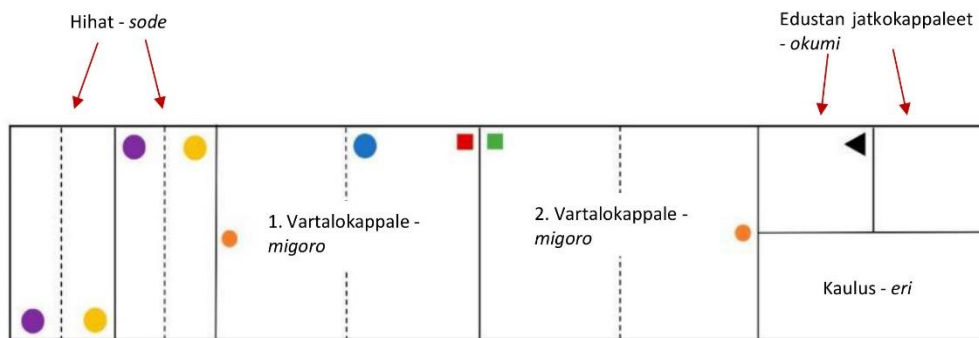 Hihat - sode
Edustan jatkokappaleet
- okumi
1. Vartalokappale -
migoro
2. Vartalokappale -
migoro
Kaulus - eri